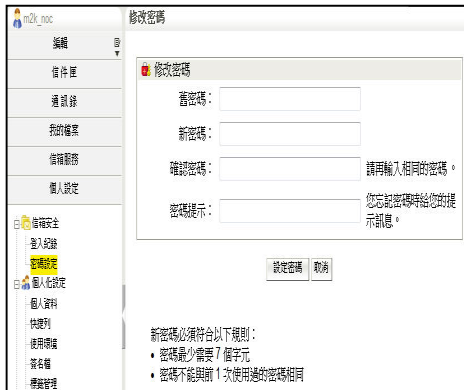 m2k_noc
編輯
信件匣
通訊錄
我的檔案
信箱服務
個人設定
信箱安全
登入紀錄
密碼設定
個人化設定
個人資料
快捷列
使用環境
簽名檔
標籤管理
修改密碼
修改密碼
舊密碼：
新密碼：
確認密碼：
請再輸入相同的密碼。
密碼提示：
您忘記密碼時給您的提
示訊息。
設定密碼 取消
新密碼必須符合以下規則：
• 密碼最少需要 7 個字元
• 密碼不能與前 1 次使用過的密碼相同